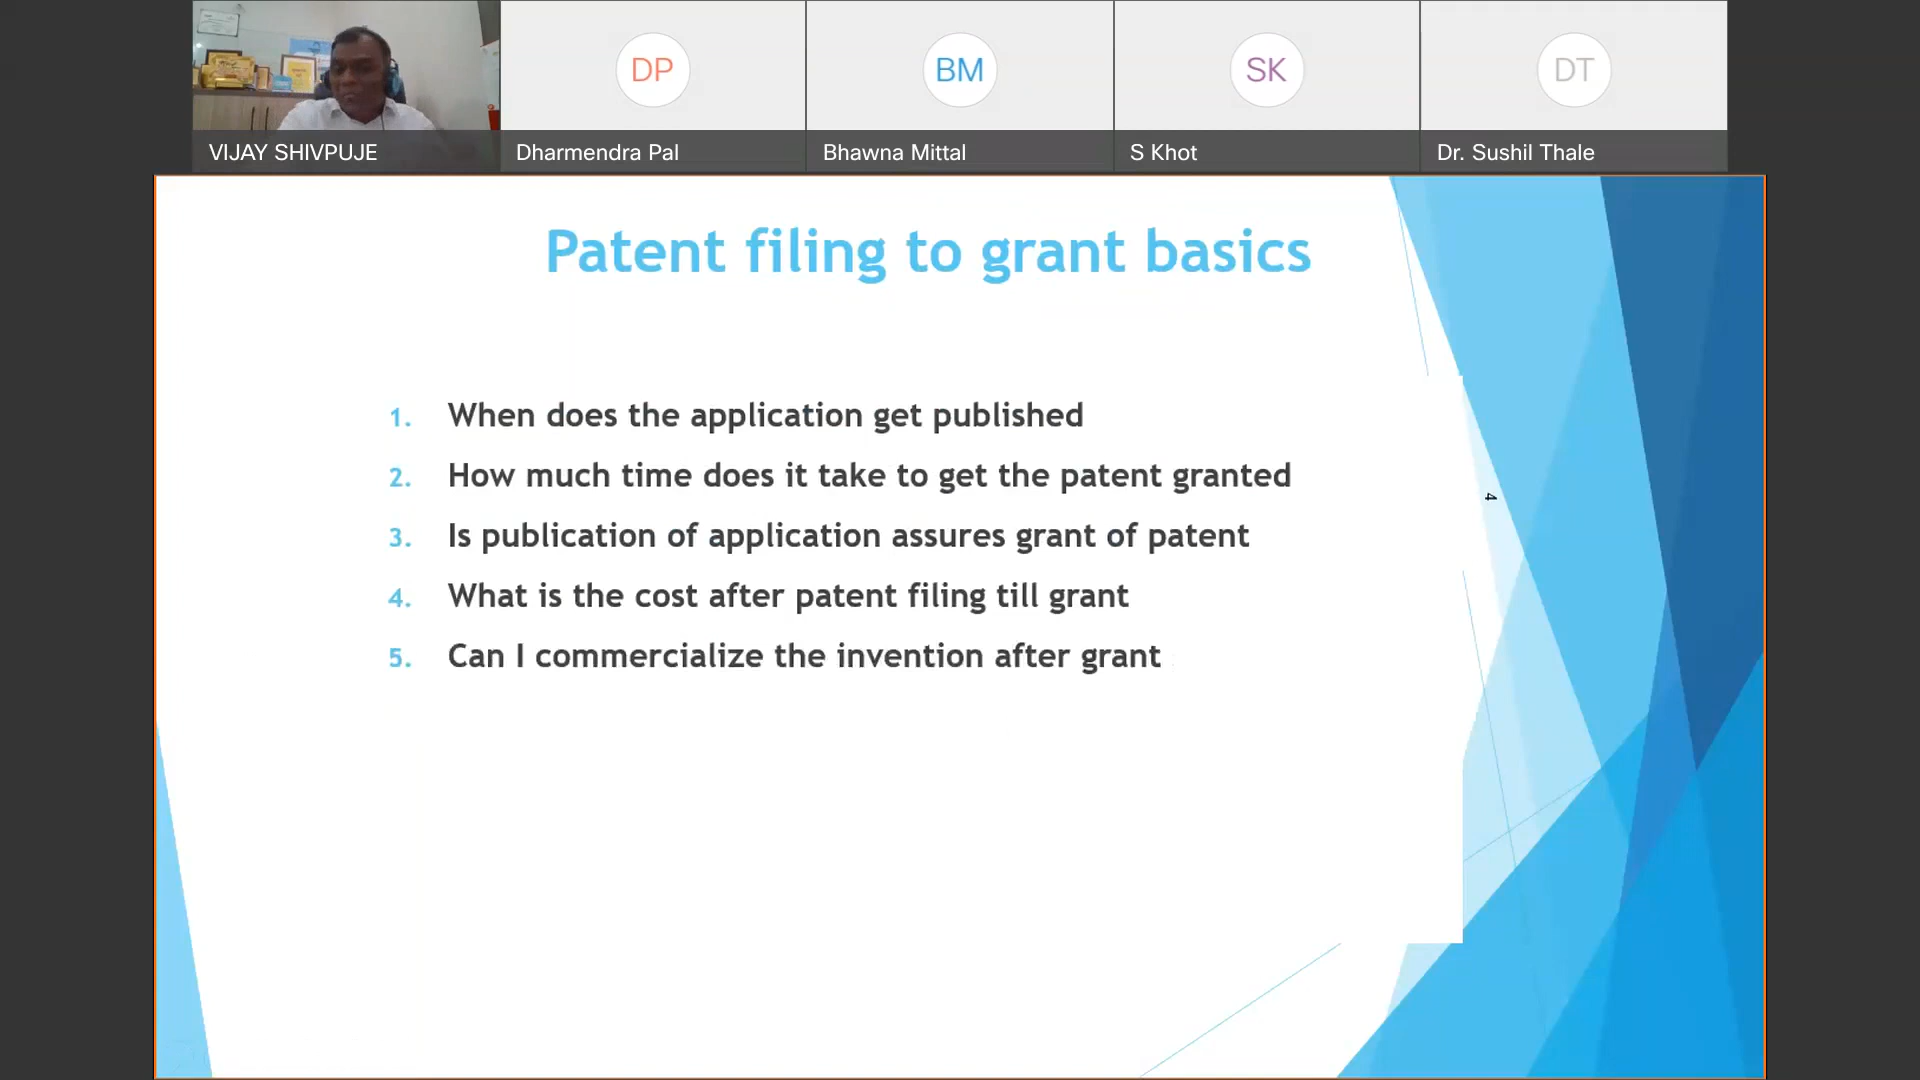 DP
BM
SK
DT
VIJAY SHIVPUJE
Dharmendra Pal
Bhawna Mittal
S Khot
Dr. Sushil Thale
Patent filing to grant basics
1. When does the application get published
2. How much time does it take to get the patent granted
3. Is publication of application assures grant of patent
4. What is the cost after patent filing till grant
5. Can I commercialize the invention after grant
4